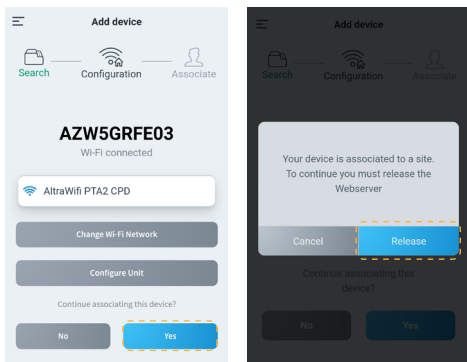 Add device
Search
Configuration
Associate
AZW5GRFE03
Wi-Fi connected
AltraWifi PTA2 CPD
Change Wi-Fi Network
Configure Unit
Continue associating this device?
No
Yes
Add device
Search
Configuration
Associate
Your device is associated to a site.
To continue you must release the
Webserver
Cancel
Release
Continue associating this
device?
No
Yes